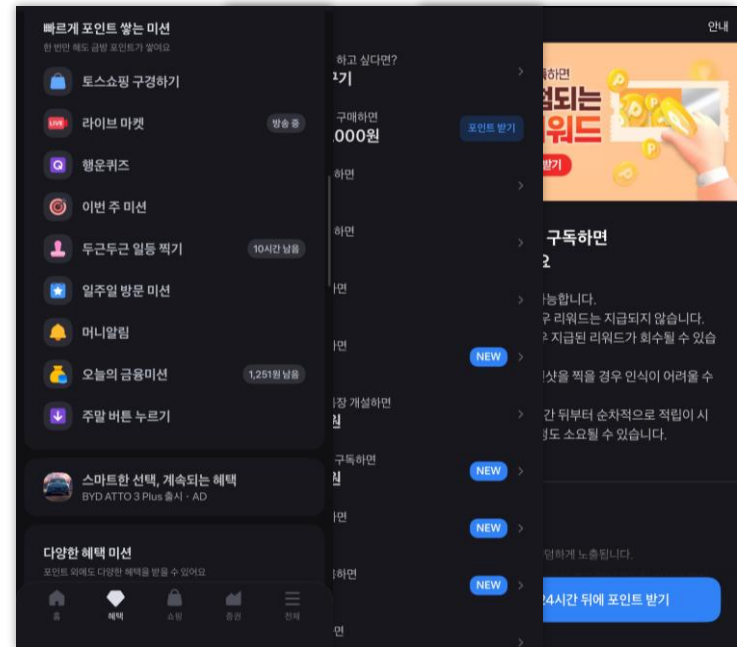 빠르게 포인트 쌓는 미션
한 번만 해도 금방 포인트가 쌓여요
토스쇼핑 구경하기
LIVE 라이브 마켓 방송 중
Q 행운퀴즈
이번 주 미션
두근두근 일등 찍기 10시간 남음
일주일 방문 미션
머니알림
오늘의 금융미션 1,251원 남음
주말 버튼 누르기
스마트한 선택, 계속되는 혜택
BYD ATTO 3 Plus 출시 - AD
다양한 혜택 미션
포인트 외에도 다양한 혜택을 받을 수 있어요
홈 혜택 쇼핑 증권 전체
하고 싶다면?
기
구매하면
,000원 포인트 받기
하면
하면
면
면 NEW
통장 개설하면
원
구독하면 NEW
원
면 NEW
하면 NEW
면
안내
하면
되는
워드
받기
구독하면
요
가능합니다.
우 리워드는 지급되지 않습니다.
우 지급된 리워드가 회수될 수 있습
샷을 찍을 경우 인식이 어려울 수
간 뒤부터 순차적으로 적립이 시
정도 소요될 수 있습니다.
덤하게 노출됩니다.
24시간 뒤에 포인트 받기